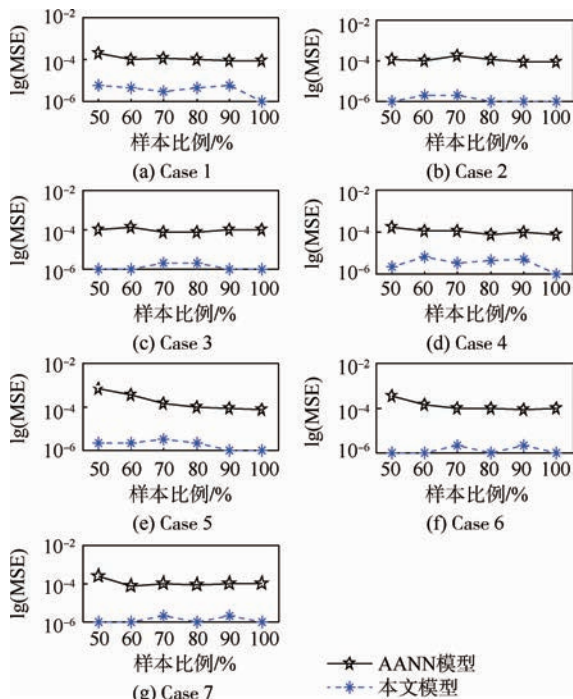 lg(MSE)
10⁻²
10⁻⁴
10⁻⁶
50 60 70 80 90 100
样本比例/%
(a) Case 1
lg(MSE)
10⁻²
10⁻⁴
10⁻⁶
50 60 70 80 90 100
样本比例/%
(b) Case 2
lg(MSE)
10⁻²
10⁻⁴
10⁻⁶
50 60 70 80 90 100
样本比例/%
(c) Case 3
lg(MSE)
10⁻²
10⁻⁴
10⁻⁶
50 60 70 80 90 100
样本比例/%
(d) Case 4
lg(MSE)
10⁻²
10⁻⁴
10⁻⁶
50 60 70 80 90 100
样本比例/%
(e) Case 5
lg(MSE)
10⁻²
10⁻⁴
10⁻⁶
50 60 70 80 90 100
样本比例/%
(f) Case 6
lg(MSE)
10⁻²
10⁻⁴
10⁻⁶
50 60 70 80 90 100
样本比例/%
(g) Case 7
AANN模型
本文模型